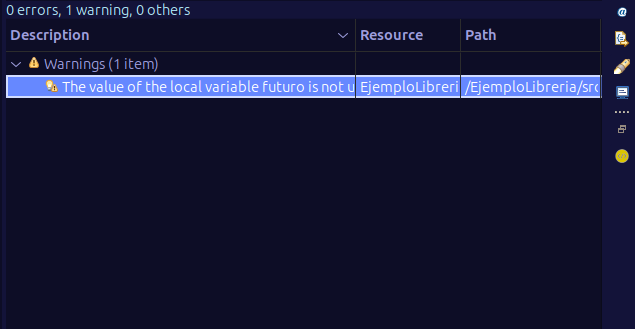 0 errors, 1 warning, 0 others
Description Resource Path
Warnings (1 item)
The value of the local variable futuro is not u EjemploLibreri /EjemploLibreria/src